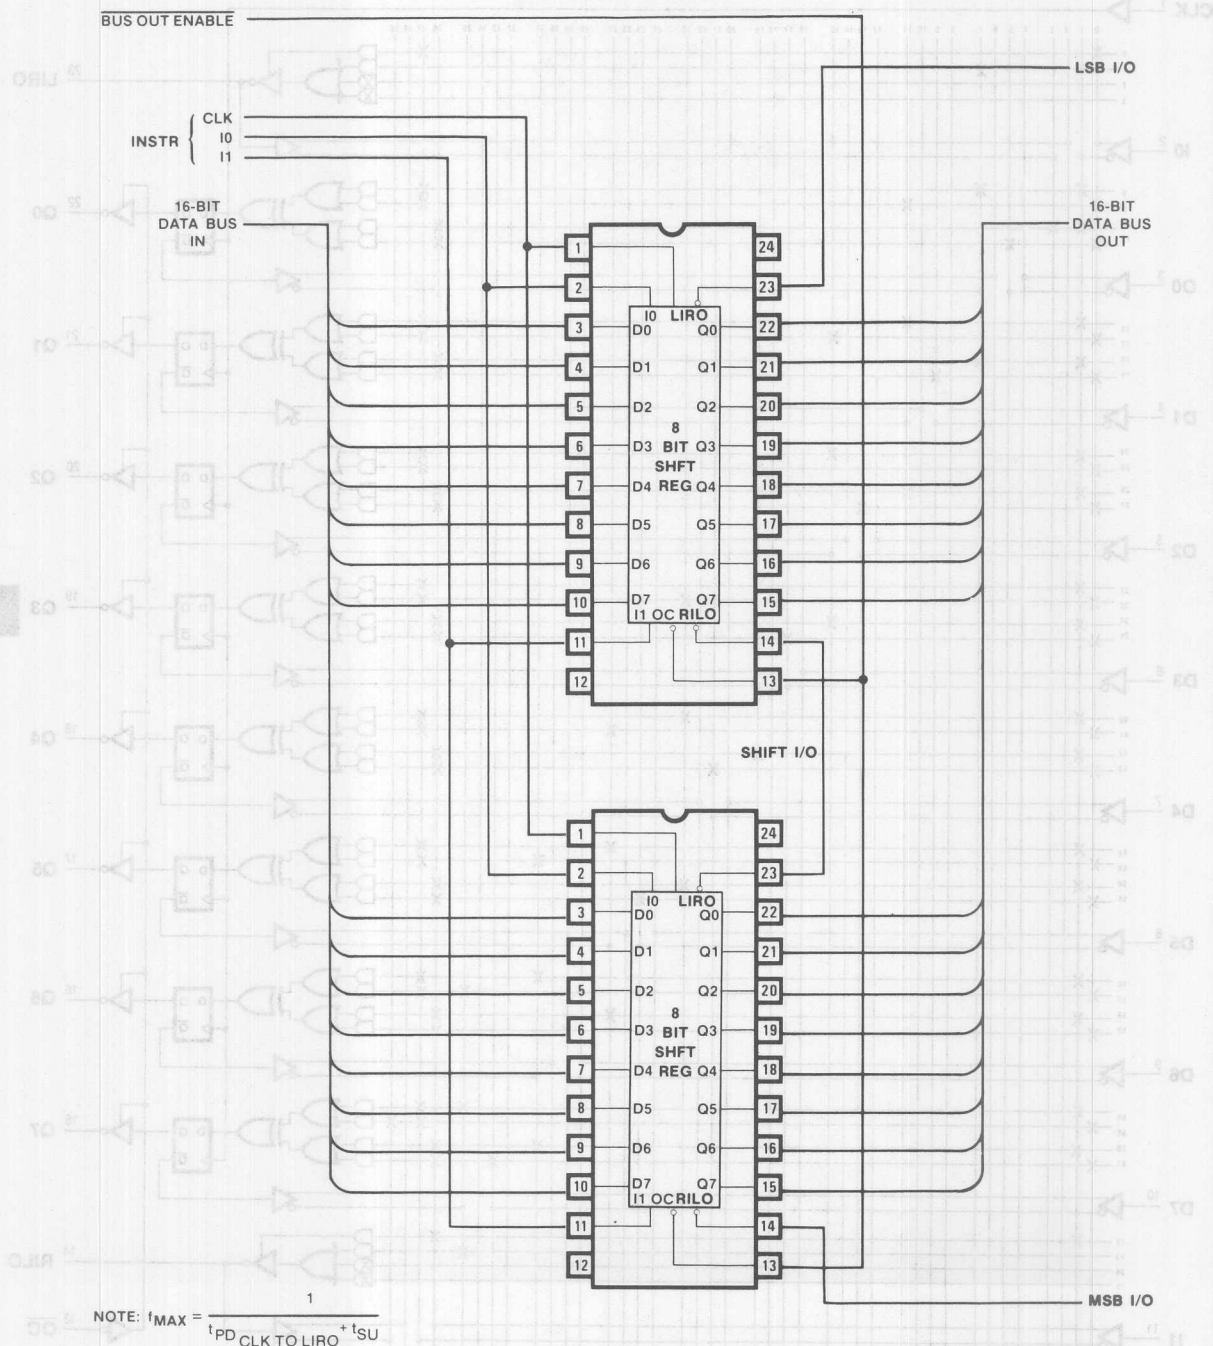 BUS OUT ENABLE
LSB I/O
INSTR { CLK
I0
I1
16-BIT
DATA BUS
IN
16-BIT
DATA BUS
OUT
1 24
2 23
I0 LIRO
3 D0 Q0 22
4 D1 Q1 21
5 D2 Q2 20
8
6 D3 BIT Q3 19
SHFT
7 D4 REG Q4 18
8 D5 Q5 17
9 D6 Q6 16
10 D7 Q7 15
I1 OC RILO
11 14
12 13
SHIFT I/O
1 24
2 23
I0 LIRO
3 D0 Q0 22
4 D1 Q1 21
5 D2 Q2 20
8
6 D3 BIT Q3 19
SHFT
7 D4 REG Q4 18
8 D5 Q5 17
9 D6 Q6 16
10 D7 Q7 15
I1 OC RILO
11 14
12 13
MSB I/O
NOTE: fMAX = 1
tPD CLK TO LIRO + tSU